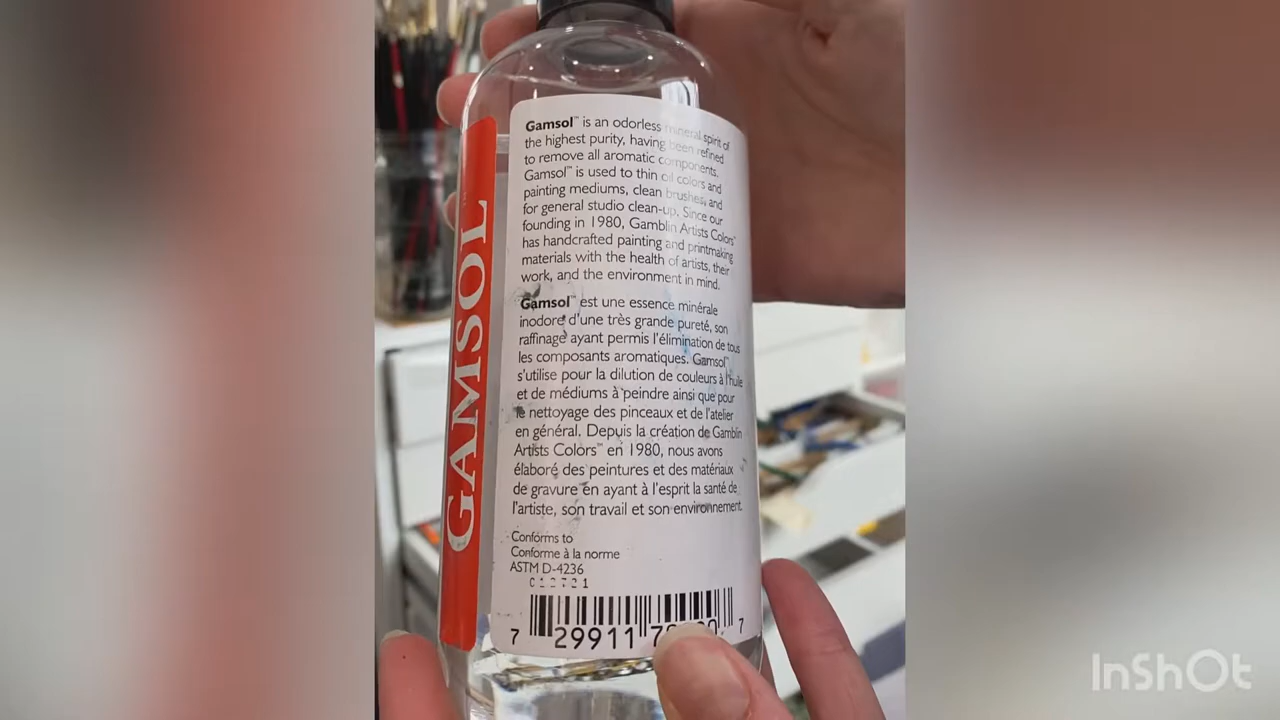 GAMSOL™
Gamsol™ is an odorless mineral spirit of
the highest purity, having been refined
to remove all aromatic components.
Gamsol™ is used to thin oil colors and
painting mediums, clean brushes, and
for general studio clean-up. Since our
founding in 1980, Gamblin Artists Colors™
has handcrafted painting and printmaking
materials with the health of artists, their
work, and the environment in mind.
Gamsol™ est une essence minérale
inodore d'une très grande pureté, son
raffinage ayant permis l'élimination de tous
les composants aromatiques. Gamsol™
s'utilise pour la dilution de couleurs à l'huile
et de médiums à peindre ainsi que pour
le nettoyage des pinceaux et de l'atelier
en général. Depuis la création de Gamblin
Artists Colors™ en 1980, nous avons
élaboré des peintures et des matériaux
de gravure en ayant à l'esprit la santé de
l'artiste, son travail et son environnement.
Conforms to
Conforme à la norme
ASTM D-4236
7 29911 7
InShOt